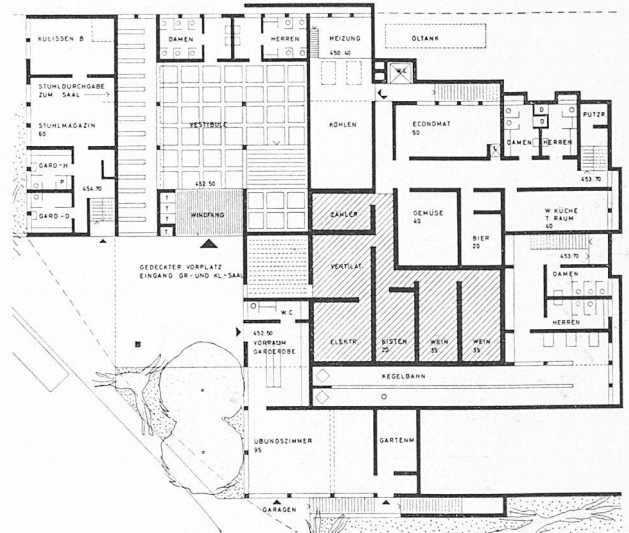 KULISSEN B
DAMEN
HERREN
HEIZUNG
450.40
OLTANK
W.C.
STUHLDURCHGABE
ZUM SAAL
STUHLMAGAZIN
60
VESTIBULE
KOHLEN
ECONOMAT
50
DAMEN
HERREN
D
D
PUTZR
GARD-H
P
454.70
452.50
453.70
GARD-D
WINDFANG
T
T
T
ZÄHLER
GEMÜSE
40
BIER
20
W.KÜCHE
T.RAUM
40
GEDECKTER VORPLATZ
EINGANG GR- UND KL-SAAL
VENTILAT.
453.70
DAMEN
W.C.
HERREN
452.50
VORRAUM
GARDEROBE
ELEKTR.
KISTEN
20
WEIN
35
WEIN
35
KEGELBAHN
UBUNGSZIMMER
95
GARTENM
GARAGEN